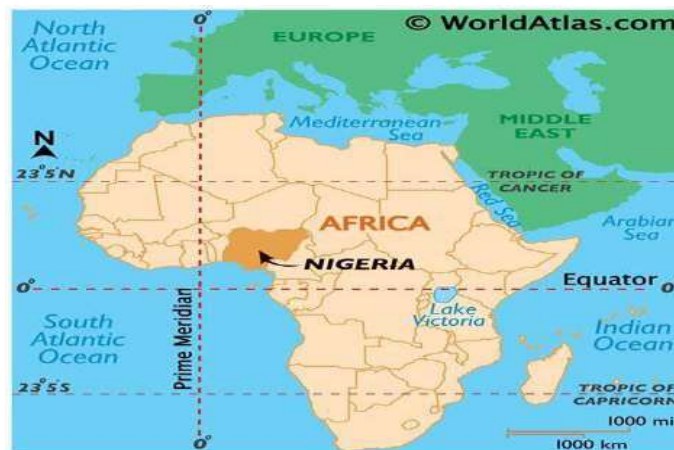 0°
© WorldAtlas.com
North
Atlantic
Ocean
EUROPE
Mediterranean
Sea
MIDDLE
EAST
N
23°5N
TROPIC OF
CANCER
Red Sea
AFRICA
Arabian
Sea
NIGERIA
Equator
0°
0°
Prime Meridian
Lake
Victoria
South
Atlantic
Ocean
Indian
Ocean
23°5S
TROPIC OF
CAPRICORN
1000 mi
1000 km
0°